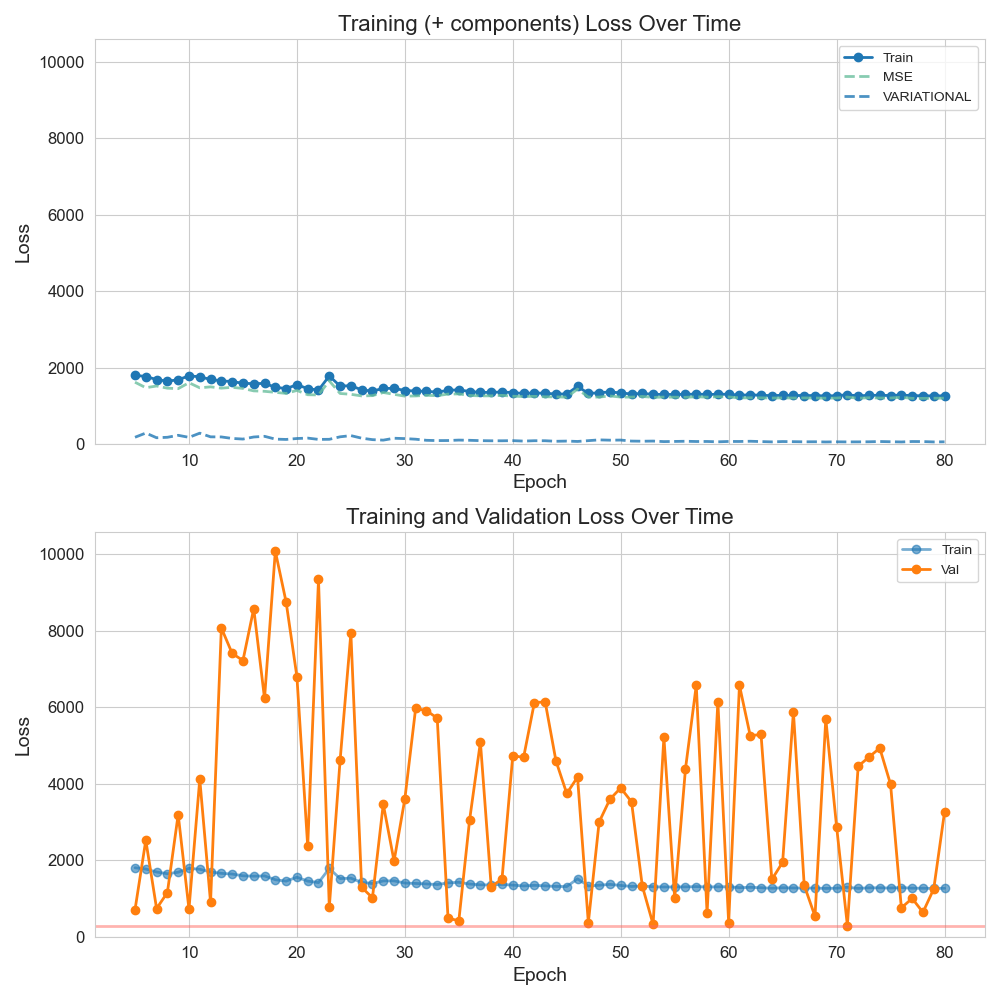 Training (+ components) Loss Over Time
Loss
10000
8000
6000
4000
2000
0
Train
MSE
VARIATIONAL
10 20 30 40 50 60 70 80
Epoch
Training and Validation Loss Over Time
Loss
10000
8000
6000
4000
2000
0
Train
Val
10 20 30 40 50 60 70 80
Epoch